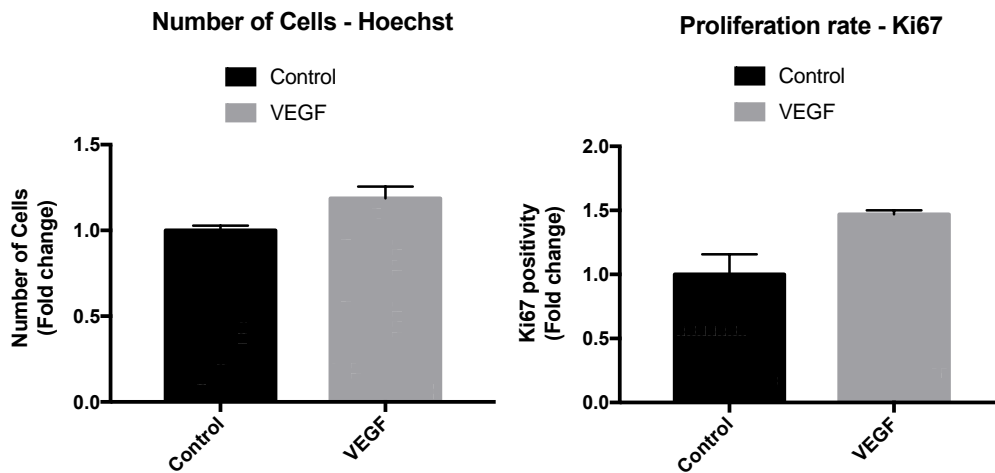 Number of Cells - Hoechst
Control
VEGF
Number of Cells
(Fold change)
1.5
1.0
0.5
0.0
Control
VEGF
Proliferation rate - Ki67
Control
VEGF
Ki67 positivity
(Fold change)
2.0
1.5
1.0
0.5
0.0
Control
VEGF